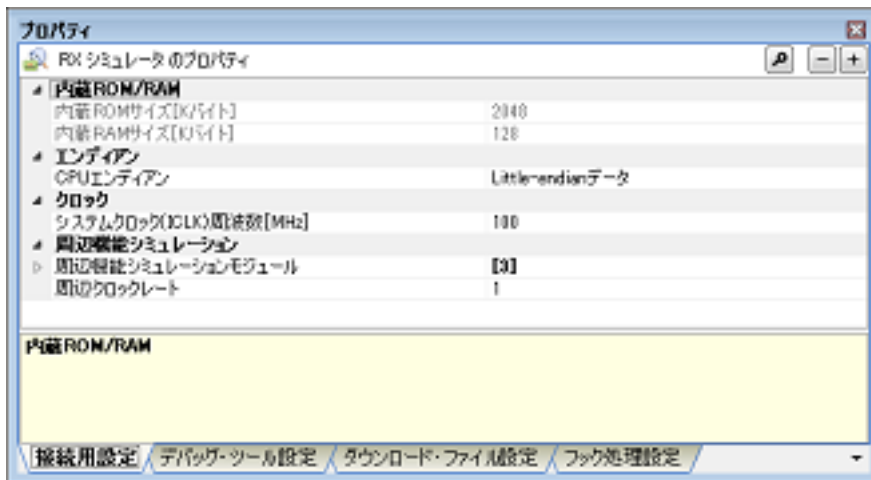 プロパティ
RX シミュレータ のプロパティ
内蔵ROM/RAM
内蔵ROMサイズ[Kバイト] 2048
内蔵RAMサイズ[Kバイト] 128
エンディアン
CPUエンディアン Little-endianデータ
クロック
システムクロック(ICLK)周波数[MHz] 100
周辺機能シミュレーション
周辺機能シミュレーションモジュール [3]
周辺クロックレート 1
内蔵ROM/RAM
接続用設定 デバッグ・ツール設定 ダウンロード・ファイル設定 フック処理設定